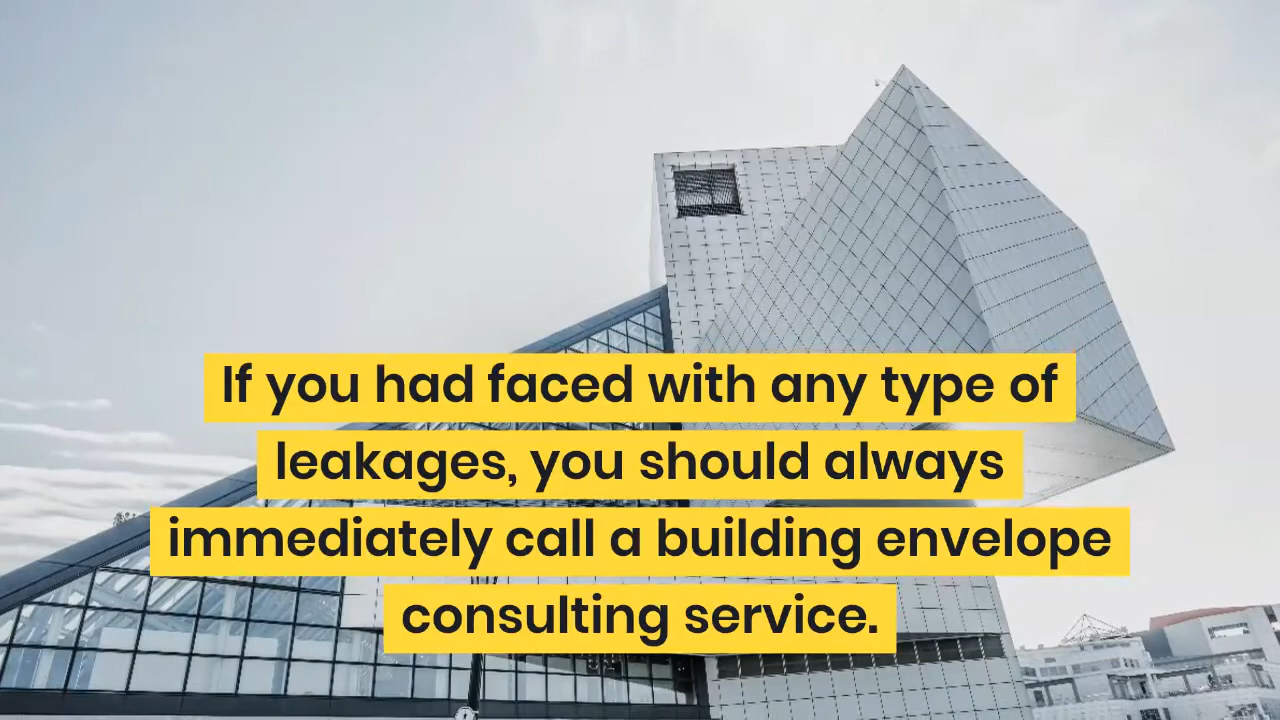 If you had faced with any type of
leakages, you should always
immediately call a building envelope
consulting service.